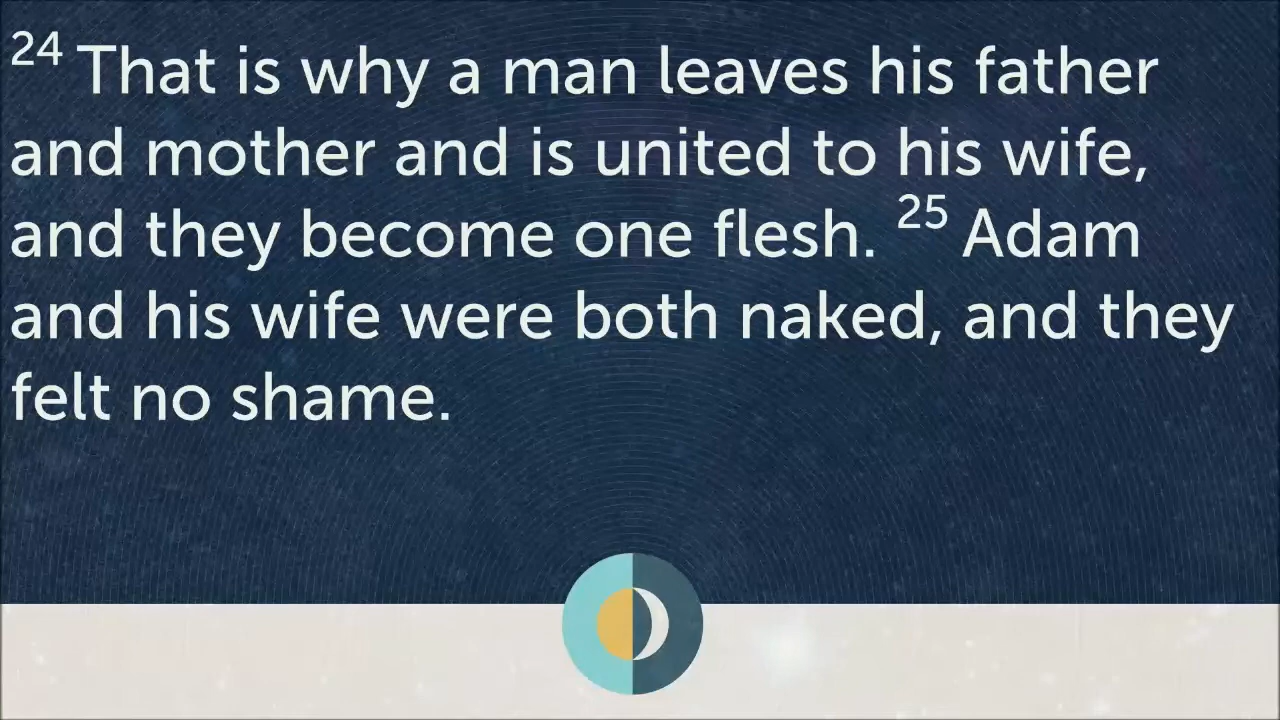 24 That is why a man leaves his father
and mother and is united to his wife,
and they become one flesh. 25 Adam
and his wife were both naked, and they
felt no shame.